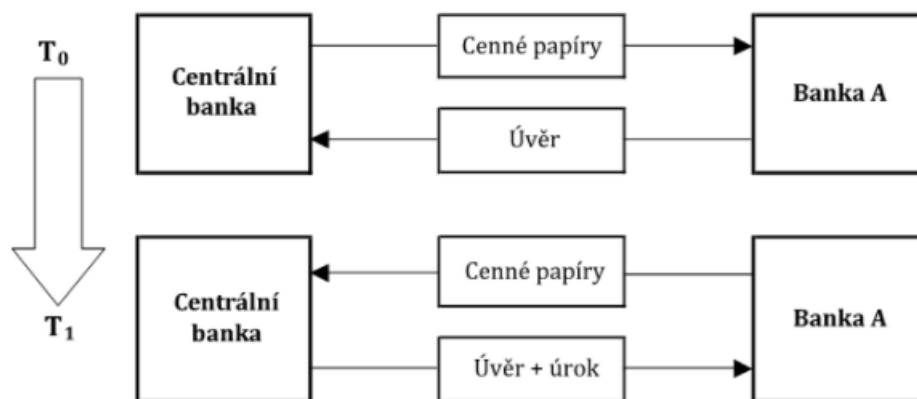 T₀
Centrální
banka
Cenné papíry
Úvěr
Banka A
T₁
Centrální
banka
Cenné papíry
Úvěr + úrok
Banka A